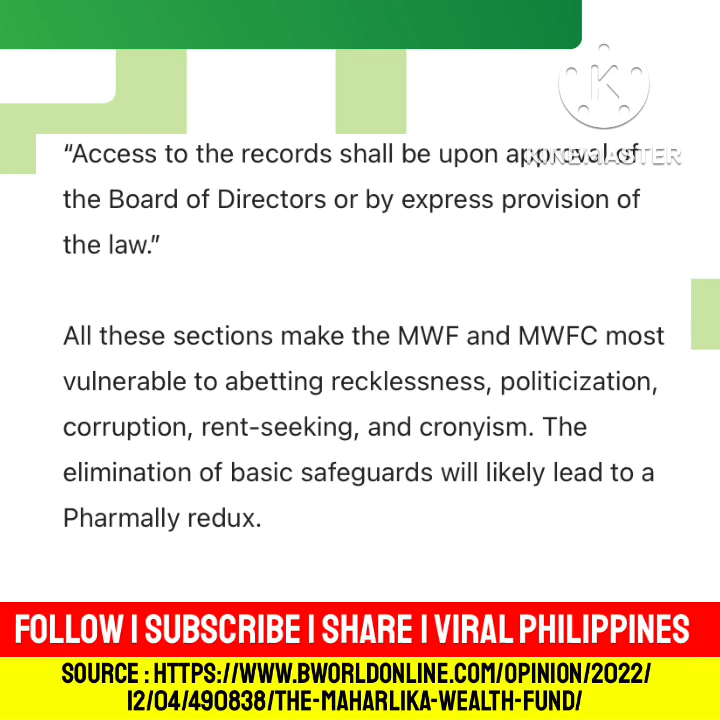 “Access to the records shall be upon approval of
KINEMASTER
the Board of Directors or by express provision of
the law.”
All these sections make the MWF and MWFC most
vulnerable to abetting recklessness, politicization,
corruption, rent-seeking, and cronyism. The
elimination of basic safeguards will likely lead to a
Pharmally redux.
FOLLOW | SUBSCRIBE | SHARE | VIRAL PHILIPPINES
SOURCE : HTTPS://WWW.BWORLDONLINE.COM/OPINION/2022/
12/04/490838/THE-MAHARLIKA-WEALTH-FUND/